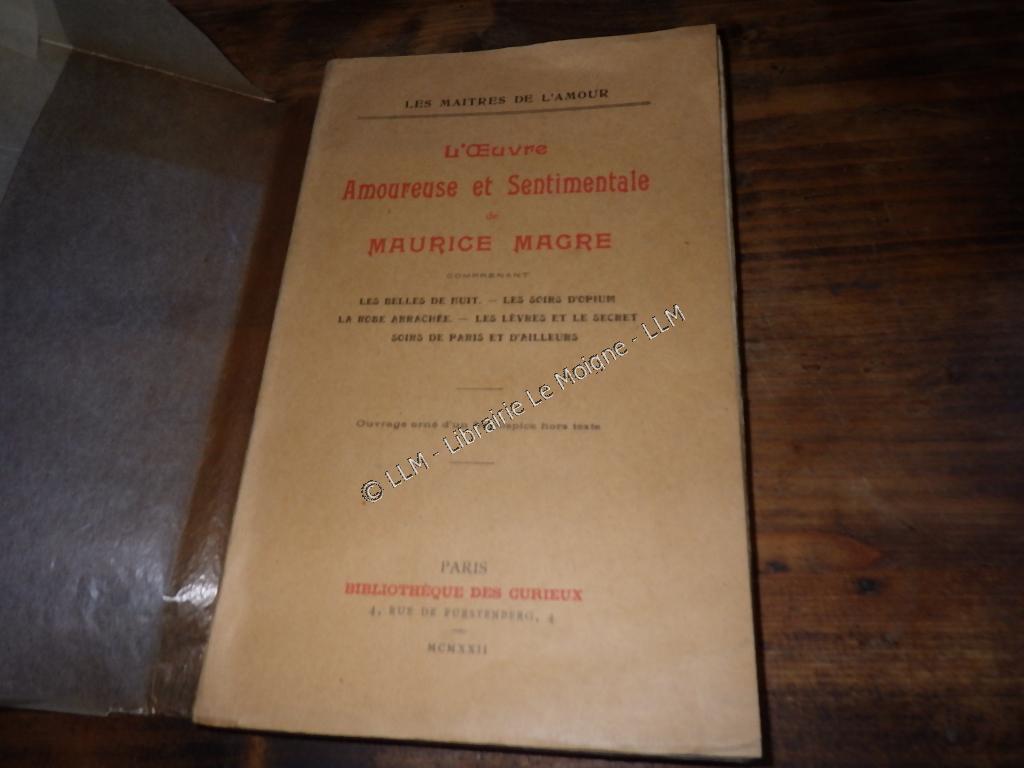 LES MAITRES DE L'AMOUR
L'Œuvre
Amoureuse et Sentimentale
de
MAURICE MAGRE
COMPRENANT
LES BELLES DE NUIT. — LES SOIRS D'OPIUM
LA ROBE ARRACHÉE. — LES LÈVRES ET LE SECRET
SOIRS DE PARIS ET D'AILLEURS
Ouvrage orné d'un hors texte
© LLM - Librairie Le Moigne - LLM
PARIS
BIBLIOTHÈQUE DES CURIEUX
4, RUE DE FURSTENBERG, 4
MCMXXII